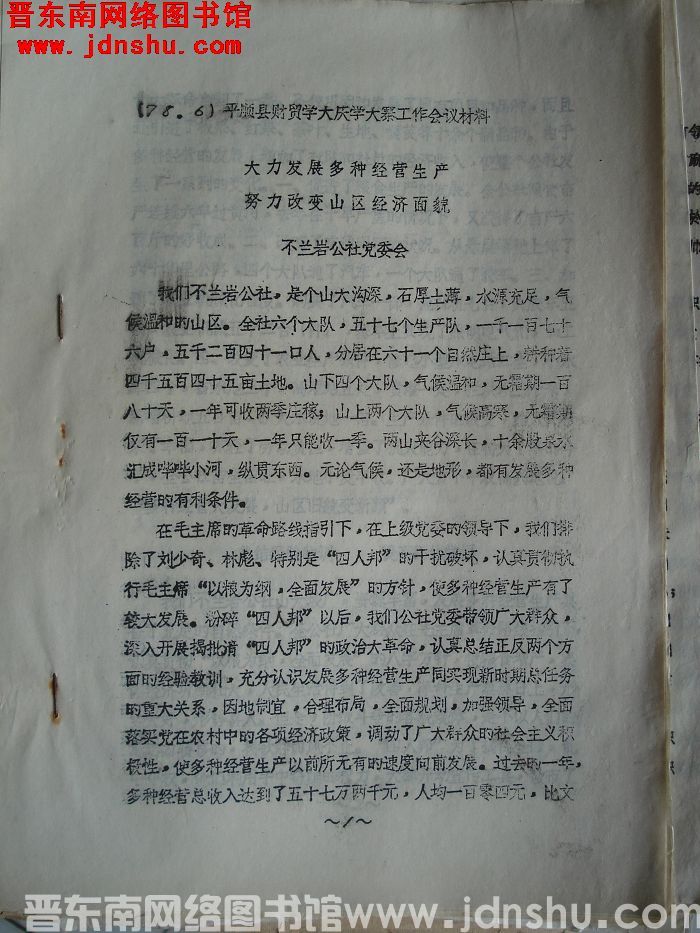 晋东南网络图书馆
www.jdnshu.com
(78.6)平顺县财贸学大庆学大寨工作会议材料
大力发展多种经营生产
努力改变山区经济面貌
不兰岩公社党委会
我们不兰岩公社，是个山大沟深，石厚土薄，水源充足，气
候温和的山区。全社六个大队，五十七个生产队，一千一百七十
六户，五千二百四十一口人，分居在六十一个自然庄上，耕种着
四千五百四十五亩土地。山下四个大队，气候温和，无霜期一百
八十天，一年可收两季庄稼；山上两个大队，气候高寒，无霜期
仅有一百一十天，一年只能收一季。两山夹谷深长，十余股泉水
汇成哗哗小河，纵贯东西。无论气候，还是地形，都有发展多种
经营的有利条件。
在毛主席的革命路线指引下，在上级党委的领导下，我们排
除了刘少奇、林彪、特别是“四人邦”的干扰破坏，认真贯彻执
行毛主席“以粮为纲，全面发展”的方针，使多种经营生产有了
较大发展。粉碎“四人邦”以后，我们公社党委带领广大群众，
深入开展揭批清“四人邦”的政治大革命，认真总结正反两个方
面的经验教训，充分认识发展多种经营生产同实现新时期总任务
的重大关系，因地制宜，合理布局，全面规划，加强领导，全面
落实党在农村中的各项经济政策，调动了广大群众的社会主义积
极性，使多种经营生产以前所无有的速度向前发展。过去的一年，
多种经营总收入达到了五十七万两千元，人均一百零四元，比文
～1～
晋东南网络图书馆 www.jdnshu.com